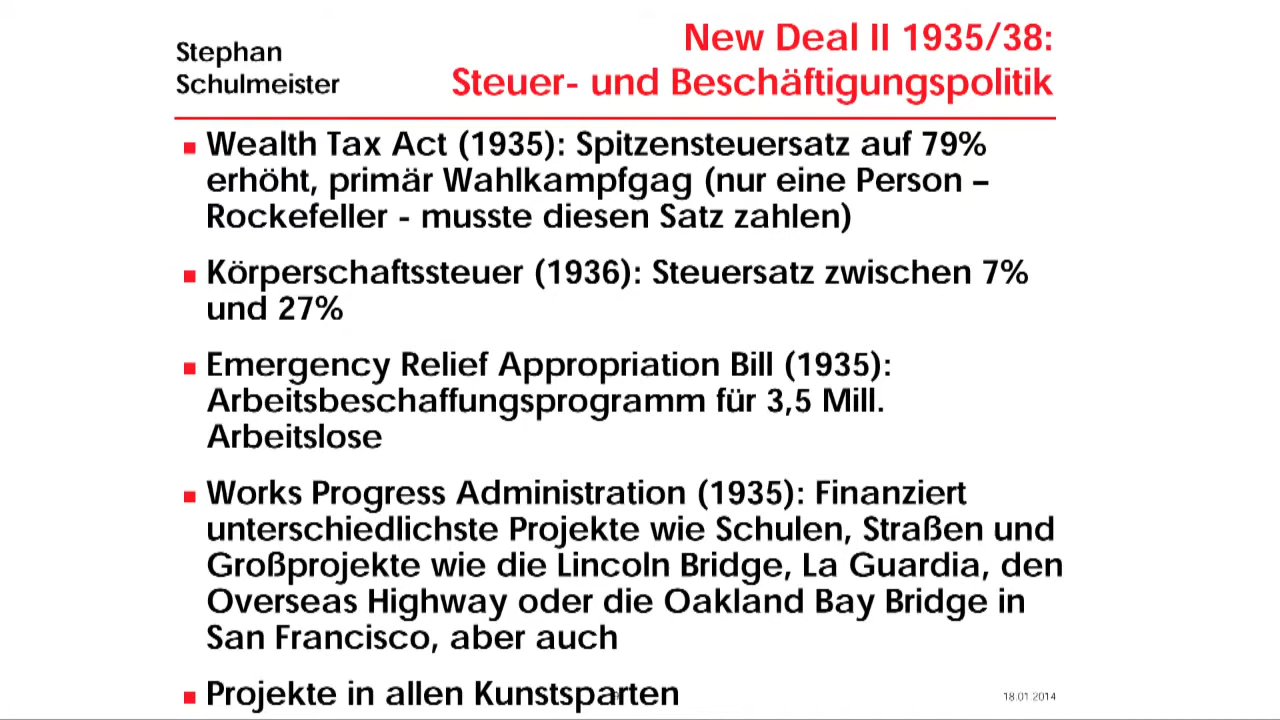 Stephan
Schulmeister
New Deal II 1935/38:
Steuer- und Beschäftigungspolitik
Wealth Tax Act (1935): Spitzensteuersatz auf 79%
erhöht, primär Wahlkampfgag (nur eine Person –
Rockefeller - musste diesen Satz zahlen)
Körperschaftssteuer (1936): Steuersatz zwischen 7%
und 27%
Emergency Relief Appropriation Bill (1935):
Arbeitsbeschaffungsprogramm für 3,5 Mill.
Arbeitslose
Works Progress Administration (1935): Finanziert
unterschiedlichste Projekte wie Schulen, Straßen und
Großprojekte wie die Lincoln Bridge, La Guardia, den
Overseas Highway oder die Oakland Bay Bridge in
San Francisco, aber auch
Projekte in allen Kunstsparten
18.01.2014